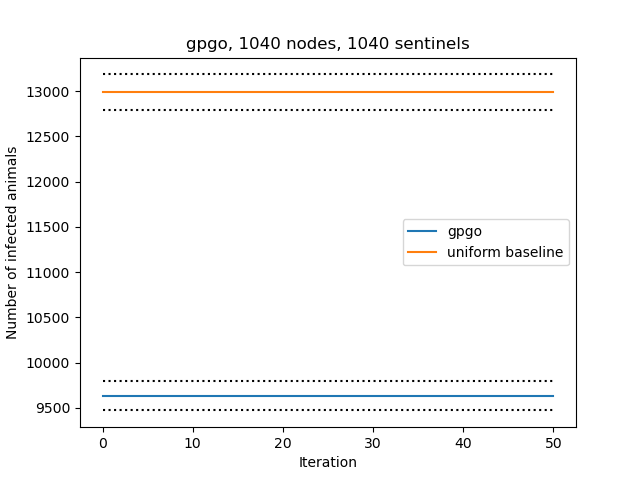 gpgo, 1040 nodes, 1040 sentinels
Number of infected animals
13000
12500
12000
11500
11000
10500
10000
9500
gpgo
uniform baseline
0 10 20 30 40 50
Iteration